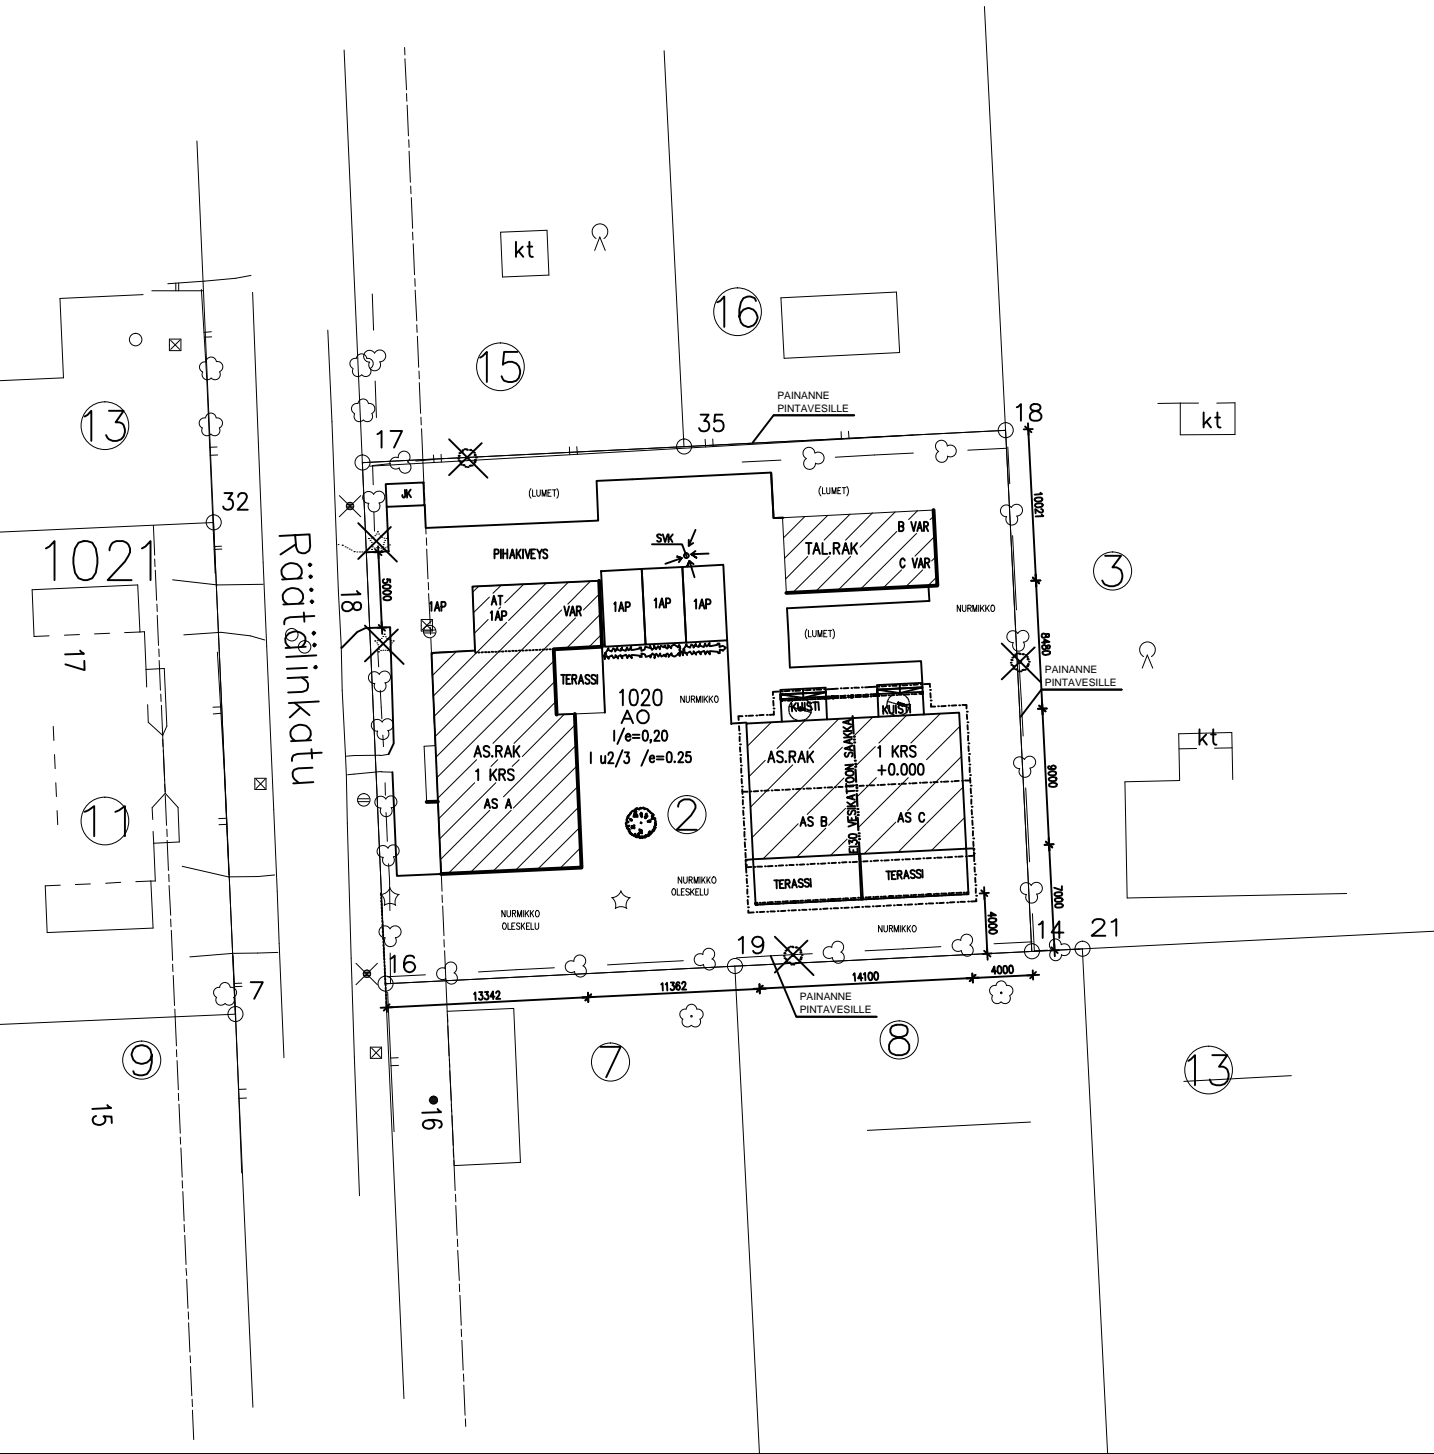 kt
16
15
PAINANNE
PINTAVESILLE
35
18
17
kt
13
32
JK
(LUMET)
(LUMET)
10021
B VAR
TAL.RAK
C VAR
SVK
PIHAKIVEYS
1021
3
5000
18
Räätälinkatu
1AP
AT
1AP
VAR
1AP
1AP
1AP
NURMIKKO
(LUMET)
8480
17
PAINANNE
PINTAVESILLE
TERASSI
1020
NURMIKKO
AO
I/e=0,20
I u2/3 /e=0.25
KUISTI
KUISTI
AS.RAK
1 KRS
AS A
AS.RAK
1 KRS
+0.000
EI30 VESIKATTOON SAAKKA
kt
9000
11
2
AS B
AS C
TERASSI
TERASSI
7000
NURMIKKO
OLESKELU
NURMIKKO
OLESKELU
NURMIKKO
4000
14
21
19
16
7
13342
11362
14100
4000
PAINANNE
PINTAVESILLE
9
7
8
13
15
16